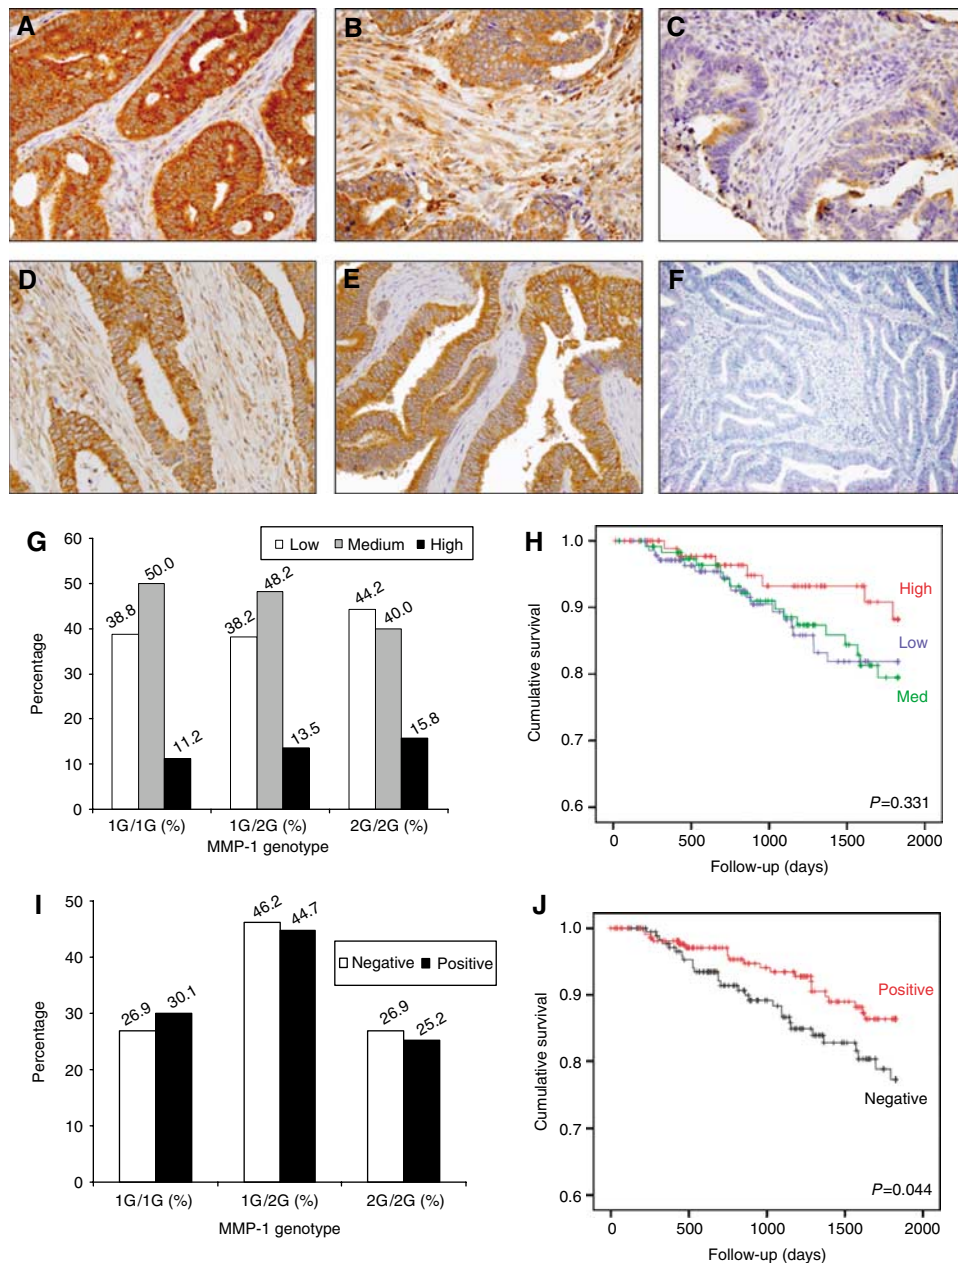 A
B
C
D
E
F
G
60
50
40
30
20
10
0
Percentage
Low Medium High
38.8
50.0
11.2
38.2
48.2
13.5
44.2
40.0
15.8
1G/1G (%) 1G/2G (%) 2G/2G (%)
MMP-1 genotype
H
1.0
0.9
0.8
0.7
0.6
Cumulative survival
High
Low
Med
P=0.331
0 500 1000 1500 2000
Follow-up (days)
I
50
40
30
20
10
0
Percentage
Negative Positive
26.9
30.1
46.2
44.7
26.9
25.2
1G/1G (%) 1G/2G (%) 2G/2G (%)
MMP-1 genotype
J
1.0
0.9
0.8
0.7
0.6
Cumulative survival
Positive
Negative
P=0.044
0 500 1000 1500 2000
Follow-up (days)